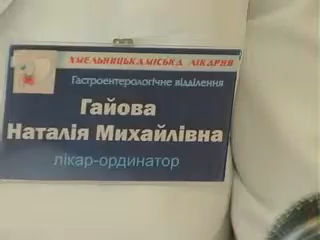 ХМЕЛЬНИЦЬКА МІСЬКА ЛІКАРНЯ
Гастроентерологічне відділення
Гайова
Наталія Михайлівна
лікар-ординатор